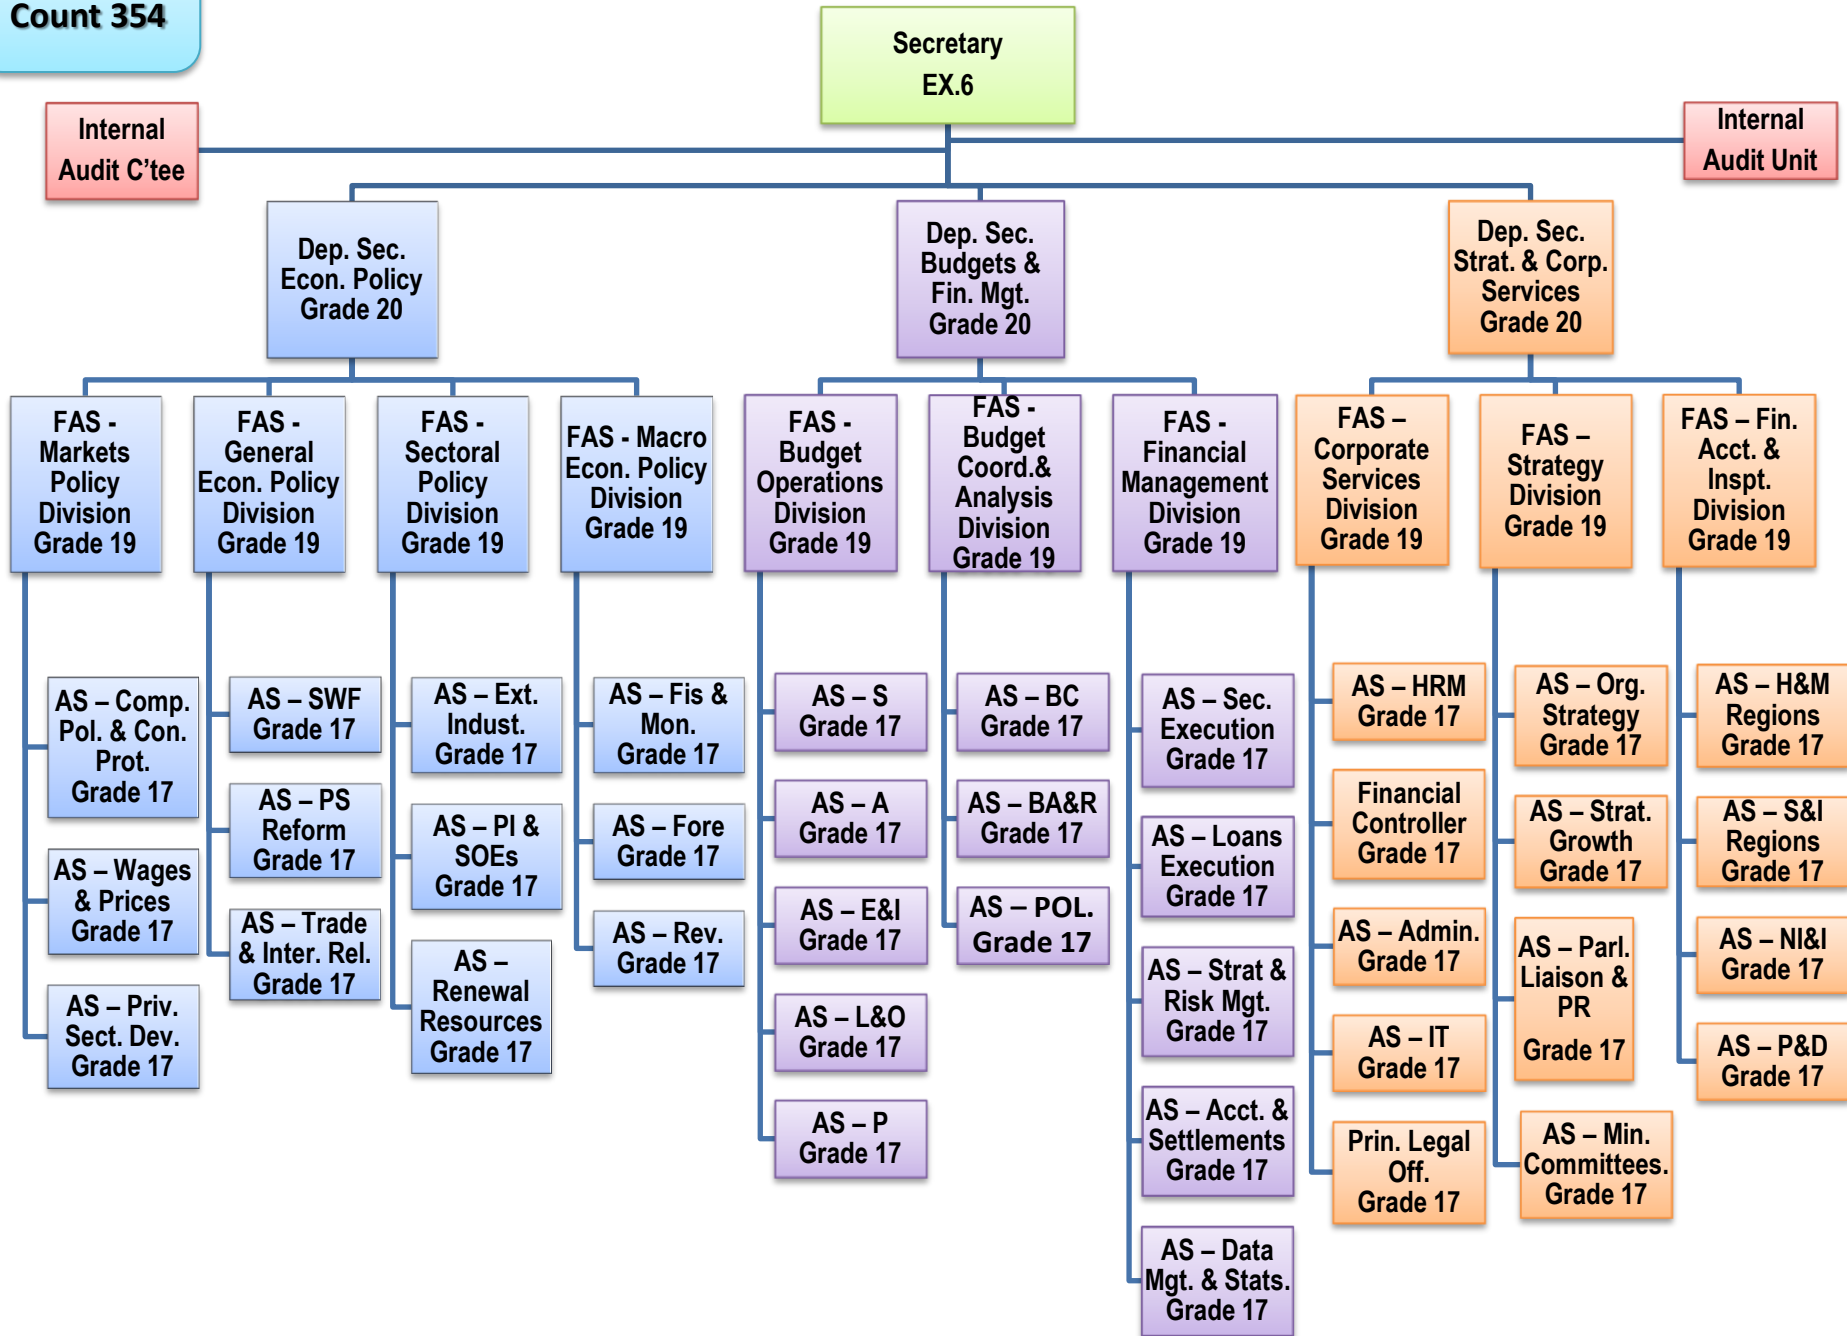 Count 354
Secretary
EX.6
Internal
Audit C’tee
Internal
Audit Unit
Dep. Sec.
Econ. Policy
Grade 20
Dep. Sec.
Budgets &
Fin. Mgt.
Grade 20
Dep. Sec.
Strat. & Corp.
Services
Grade 20
FAS -
Markets
Policy
Division
Grade 19
FAS -
General
Econ. Policy
Division
Grade 19
FAS -
Sectoral
Policy
Division
Grade 19
FAS - Macro
Econ. Policy
Division
Grade 19
FAS -
Budget
Operations
Division
Grade 19
FAS -
Budget
Coord.&
Analysis
Division
Grade 19
FAS -
Financial
Management
Division
Grade 19
FAS –
Corporate
Services
Division
Grade 19
FAS –
Strategy
Division
Grade 19
FAS – Fin.
Acct. &
Inspt.
Division
Grade 19
AS – Comp.
Pol. & Con.
Prot.
Grade 17
AS – Wages
& Prices
Grade 17
AS – Priv.
Sect. Dev.
Grade 17
AS – SWF
Grade 17
AS – PS
Reform
Grade 17
AS – Trade
& Inter. Rel.
Grade 17
AS – Ext.
Indust.
Grade 17
AS – PI &
SOEs
Grade 17
AS –
Renewal
Resources
Grade 17
AS – Fis &
Mon.
Grade 17
AS – Fore
Grade 17
AS – Rev.
Grade 17
AS – S
Grade 17
AS – A
Grade 17
AS – E&I
Grade 17
AS – L&O
Grade 17
AS – P
Grade 17
AS – BC
Grade 17
AS – BA&R
Grade 17
AS – POL.
Grade 17
AS – Sec.
Execution
Grade 17
AS – Loans
Execution
Grade 17
AS – Strat &
Risk Mgt.
Grade 17
AS – Acct. &
Settlements
Grade 17
AS – Data
Mgt. & Stats.
Grade 17
AS – HRM
Grade 17
Financial
Controller
Grade 17
AS – Admin.
Grade 17
AS – IT
Grade 17
Prin. Legal
Off.
Grade 17
AS – Org.
Strategy
Grade 17
AS – Strat.
Growth
Grade 17
AS – Parl.
Liaison &
PR
Grade 17
AS – Min.
Committees.
Grade 17
AS – H&M
Regions
Grade 17
AS – S&I
Regions
Grade 17
AS – NI&I
Grade 17
AS – P&D
Grade 17